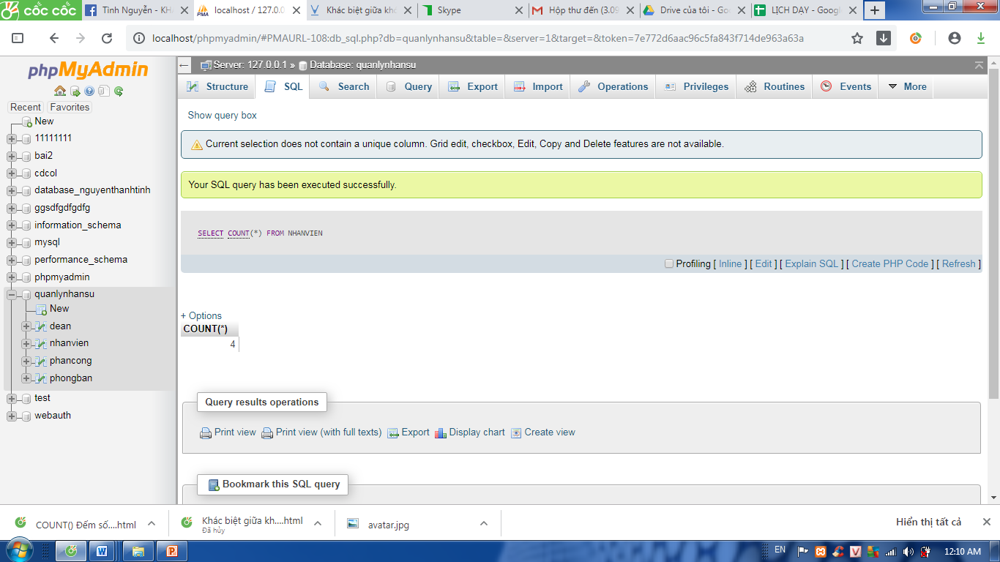 cốc cốc
Tinh Nguyễn - KH
localhost / 127.0.0
Khác biệt giữa kh
Skype
Hộp thư đến (3.09
Drive của tôi - Go
LỊCH DẠY - Google
localhost/phpmyadmin/#PMAURL-108:db_sql.php?db=quanlynhansu&table=&server=1&target=&token=7e772d6aac96c5fa843f714de963a63a
phpMyAdmin
Recent Favorites
New
11111111
bai2
cdcol
database_nguyenthanhtinh
ggsdfgdfgdfg
information_schema
mysql
performance_schema
phpmyadmin
quanlynhansu
New
dean
nhanvien
phancong
phongban
test
webauth
Server: 127.0.0.1 » Database: quanlynhansu
Structure SQL Search Query Export Import Operations Privileges Routines Events More
Show query box
Current selection does not contain a unique column. Grid edit, checkbox, Edit, Copy and Delete features are not available.
Your SQL query has been executed successfully.
SELECT COUNT(*) FROM NHANVIEN
Profiling [ Inline ] [ Edit ] [ Explain SQL ] [ Create PHP Code ] [ Refresh ]
+ Options
COUNT(*)
4
Query results operations
Print view Print view (with full texts) Export Display chart Create view
Bookmark this SQL query
COUNT() Đếm số....html
Khác biệt giữa kh....html
Đã hủy
avatar.jpg
Hiển thị tất cả
EN
12:10 AM